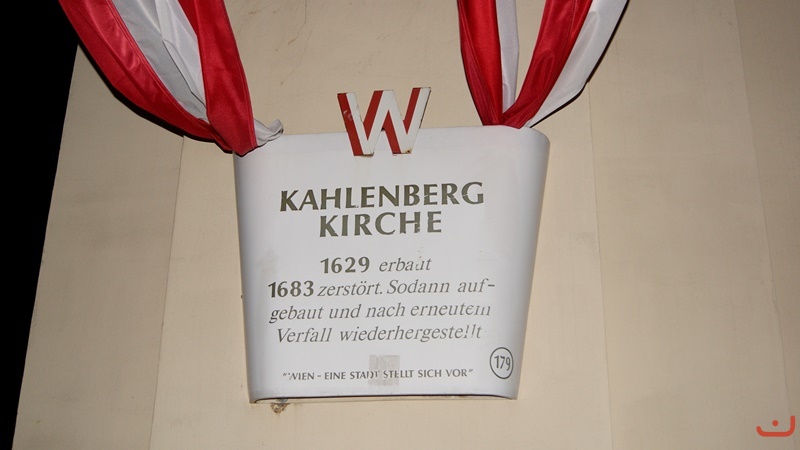 W
KAHLENBERG
KIRCHE
1629 erbaut
1683 zerstört. Sodann auf-
gebaut und nach erneutem
Verfall wiederhergestellt
"WIEN - EINE STADT STELLT SICH VOR"
179